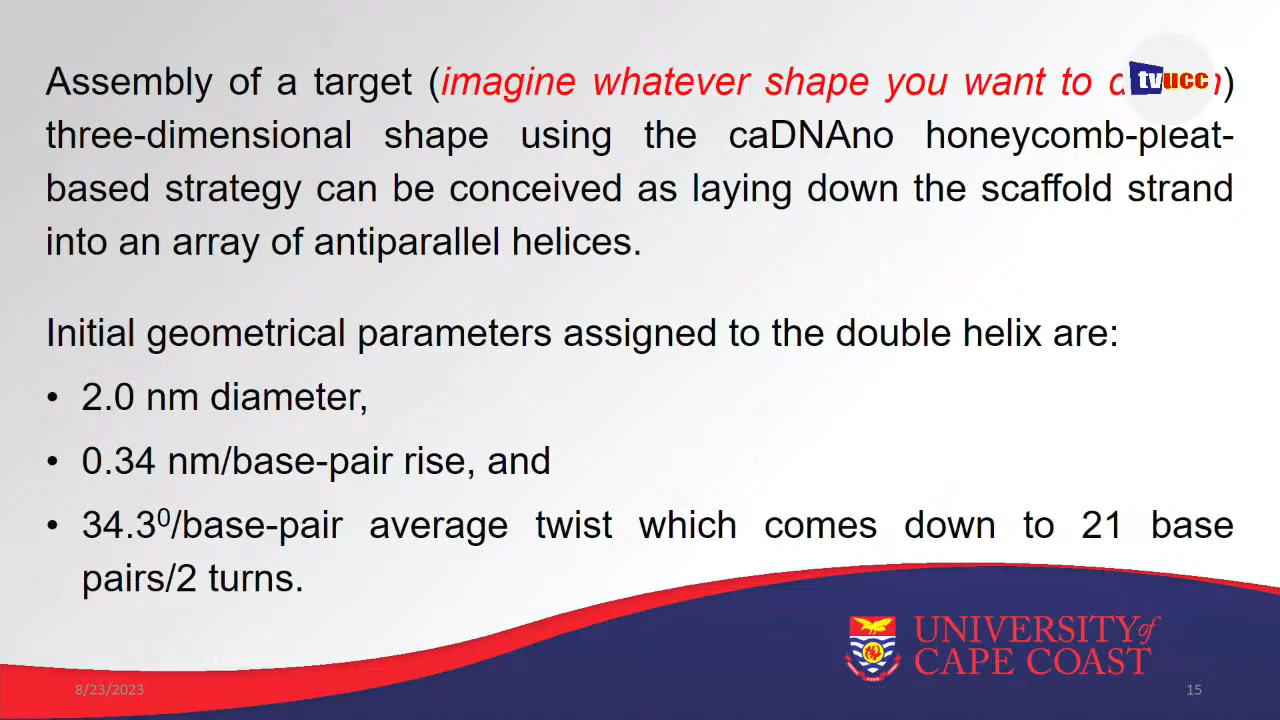 Assembly of a target (imagine whatever shape you want to )
three-dimensional shape using the caDNAno honeycomb-pleat-
based strategy can be conceived as laying down the scaffold strand
into an array of antiparallel helices.
Initial geometrical parameters assigned to the double helix are:
• 2.0 nm diameter,
• 0.34 nm/base-pair rise, and
• 34.3⁰/base-pair average twist which comes down to 21 base
pairs/2 turns.
tvucc
UNIVERSITY of
CAPE COAST
8/23/2023
15